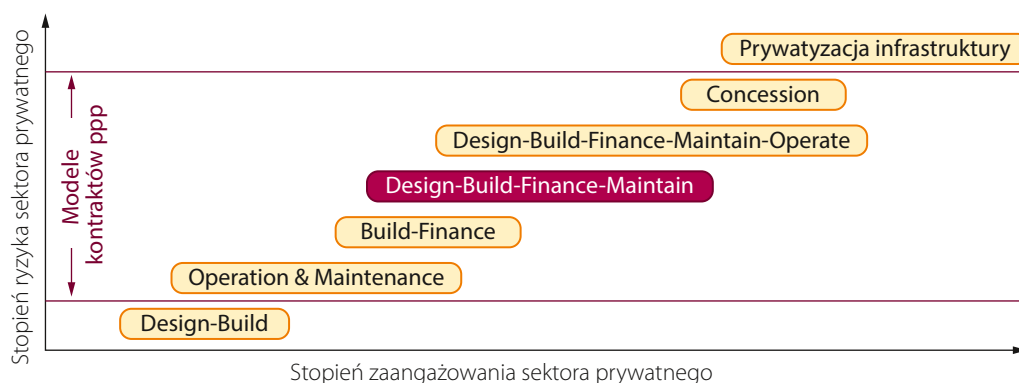 Stopień ryzyka sektora prywatnego
Modele
kontraktów ppp
Prywatyzacja infrastruktury
Concession
Design-Build-Finance-Maintain-Operate
Design-Build-Finance-Maintain
Build-Finance
Operation & Maintenance
Design-Build
Stopień zaangażowania sektora prywatnego